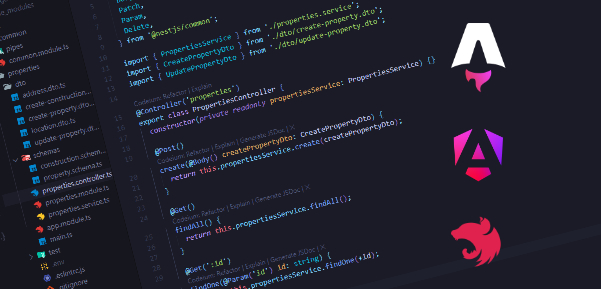 e_modules
common
pipes
common.module.ts
properties
dto
address.dto.ts
create-construction...
create-property.dto...
location.dto.ts
update-property.dt...
schemas
construction.schem...
property.schema.ts
properties.controller.ts
properties.module.ts
properties.service.ts
app.module.ts
main.ts
test
.env
.eslintrc.js
.gitignore
Patch,
Param,
Delete,
} from '@nestjs/common';
import { PropertiesService } from './properties.service';
import { CreatePropertyDto } from './dto/create-property.dto';
import { UpdatePropertyDto } from './dto/update-property.dto';
Codeium: Refactor | Explain
@Controller('properties')
export class PropertiesController {
constructor(private readonly propertiesService: PropertiesService) {}
Codeium: Refactor | Explain | Generate JSDoc | X
@Post()
create(@Body() createPropertyDto: CreatePropertyDto) {
return this.propertiesService.create(createPropertyDto);
}
Codeium: Refactor | Explain | Generate JSDoc | X
@Get()
findAll() {
return this.propertiesService.findAll();
}
Codeium: Refactor | Explain | Generate JSDoc | X
@Get(':id')
findOne(@Param('id') id: string) {
this.propertiesService.findOne(+id);